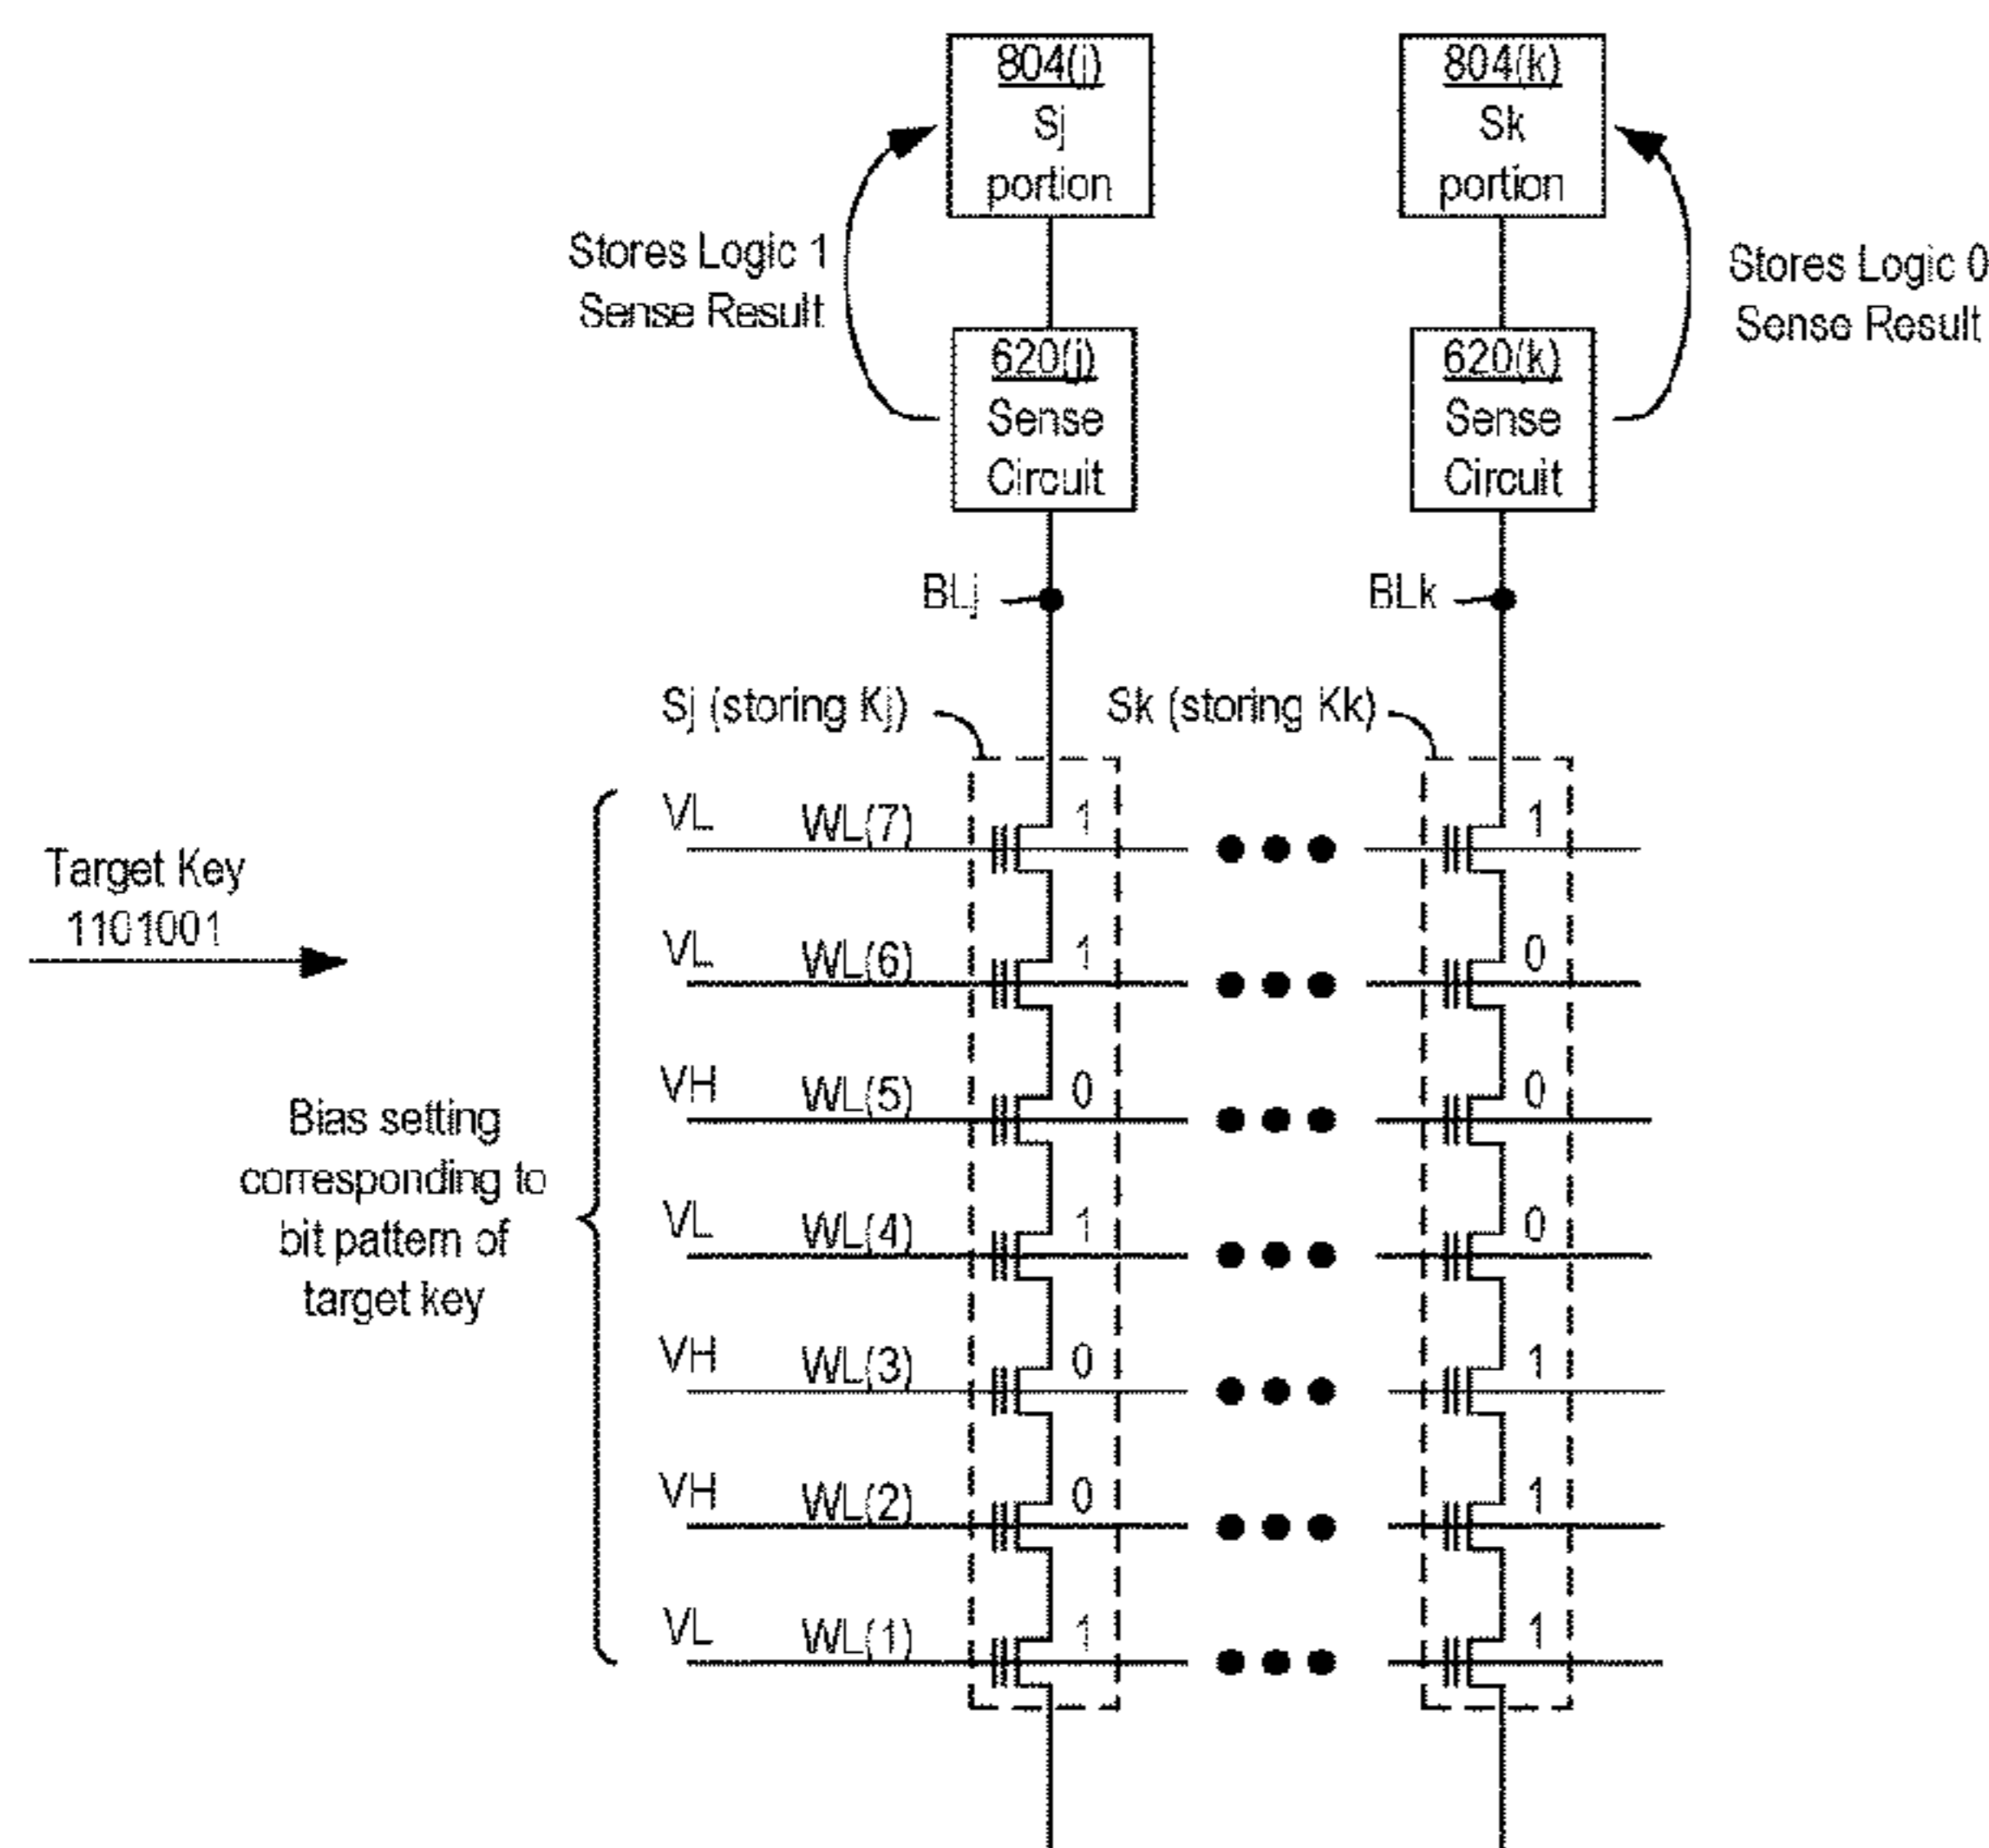 804(j)
Sj
portion
804(k)
Sk
portion
Stores Logic 1
Sense Result
Stores Logic 0
Sense Result
620(j)
Sense
Circuit
620(k)
Sense
Circuit
BLj
BLk
Sj (storing Kj)
Sk (storing Kk)
Target Key
1101001
Bias setting
corresponding to
bit pattern of
target key
VL WL(7) 1 1
VL WL(6) 1 0
VH WL(5) 0 0
VL WL(4) 1 0
VH WL(3) 0 1
VH WL(2) 0 1
VL WL(1) 1 1